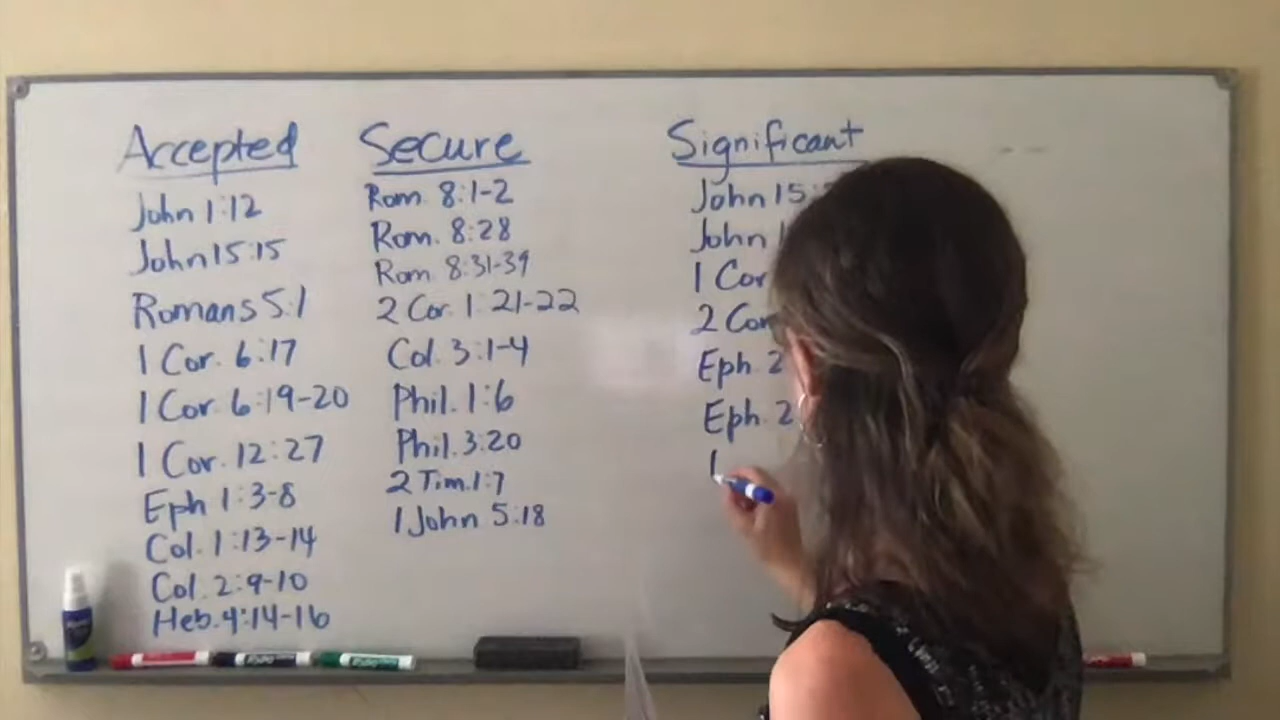 Accepted
John 1:12
John 15:15
Romans 5:1
1 Cor. 6:17
1 Cor. 6:19-20
1 Cor. 12:27
Eph 1:3-8
Col. 1:13-14
Col. 2:9-10
Heb. 4:14-16
Secure
Rom. 8:1-2
Rom. 8:28
Rom. 8:31-39
2 Cor. 1:21-22
Col. 3:1-4
Phil. 1:6
Phil. 3:20
2 Tim. 1:7
1 John 5:18
Significant
John 15:
John 1
1 Cor
2 Cor
Eph. 2
Eph. 2